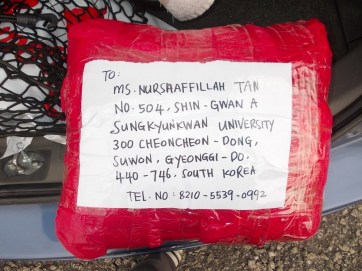 TO:
MS. NURSHAFFILLAH TAN
NO. 504, SHIN-GWAN A
SUNGKYUNKWAN UNIVERSITY
300 CHEONCHEON-DONG,
SUWON, GYEONGGI-DO.
440-746. SOUTH KOREA
TEL. NO: 8210-5539-0992